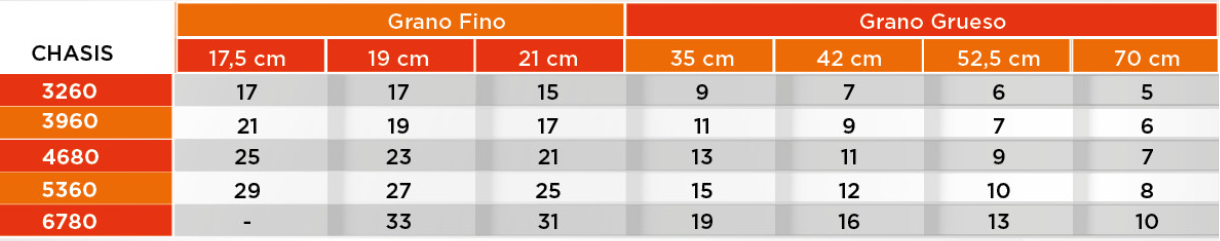 Grano Fino Grano Grueso
CHASIS 17,5 cm 19 cm 21 cm 35 cm 42 cm 52,5 cm 70 cm
3260 17 17 15 9 7 6 5
3960 21 19 17 11 9 7 6
4680 25 23 21 13 11 9 7
5360 29 27 25 15 12 10 8
6780 - 33 31 19 16 13 10